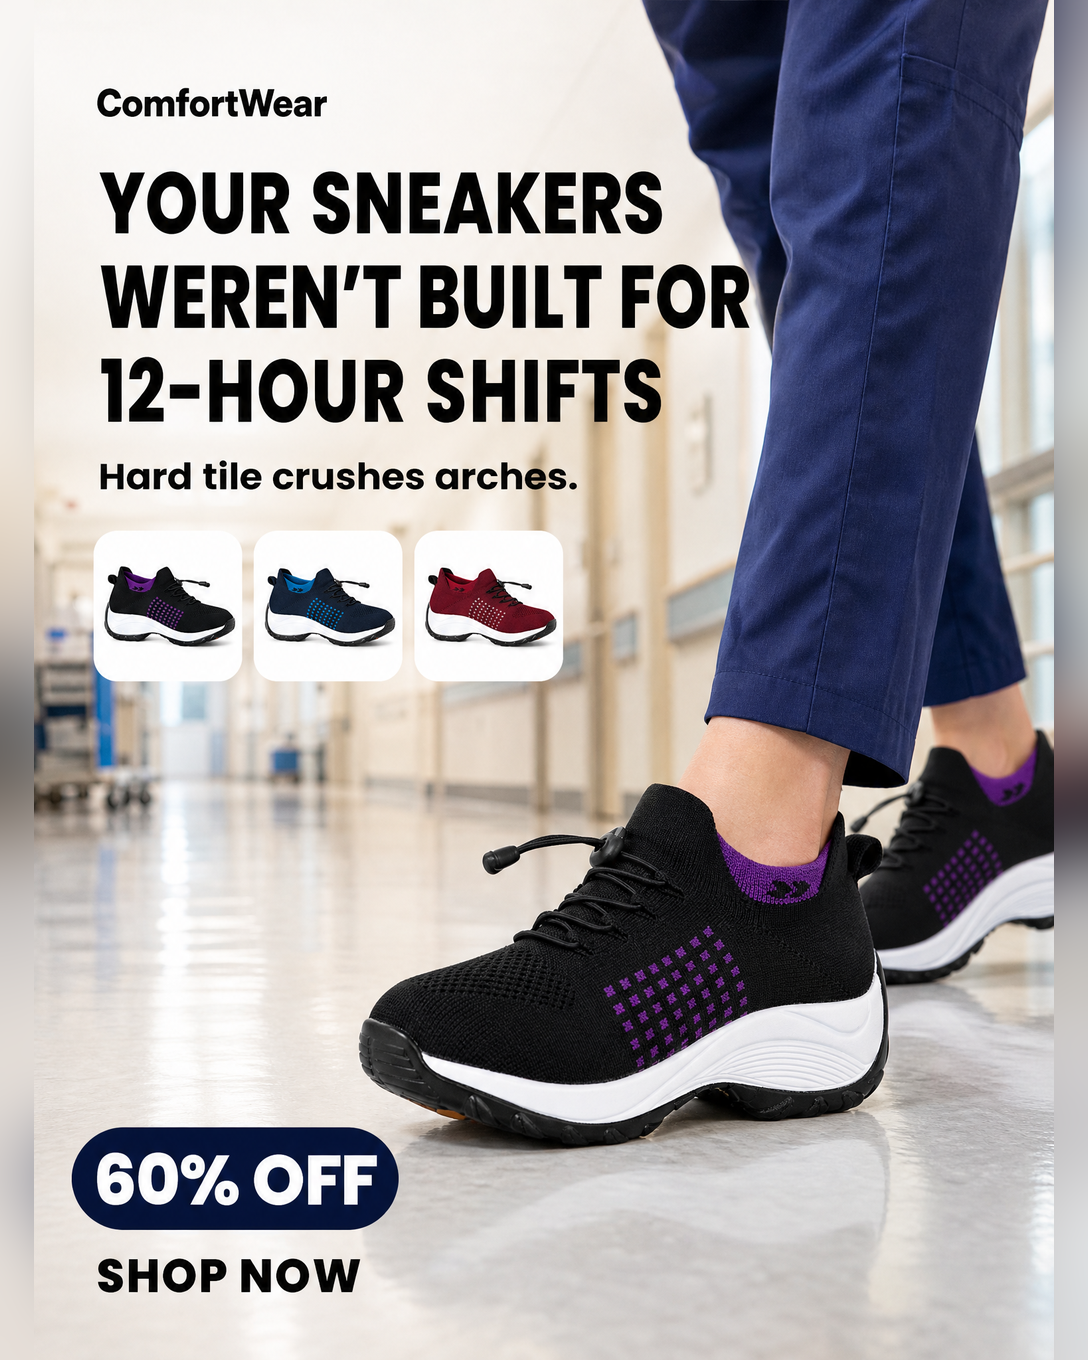 ComfortWear
YOUR SNEAKERS
WEREN’T BUILT FOR
12-HOUR SHIFTS
Hard tile crushes arches.
60% OFF
SHOP NOW